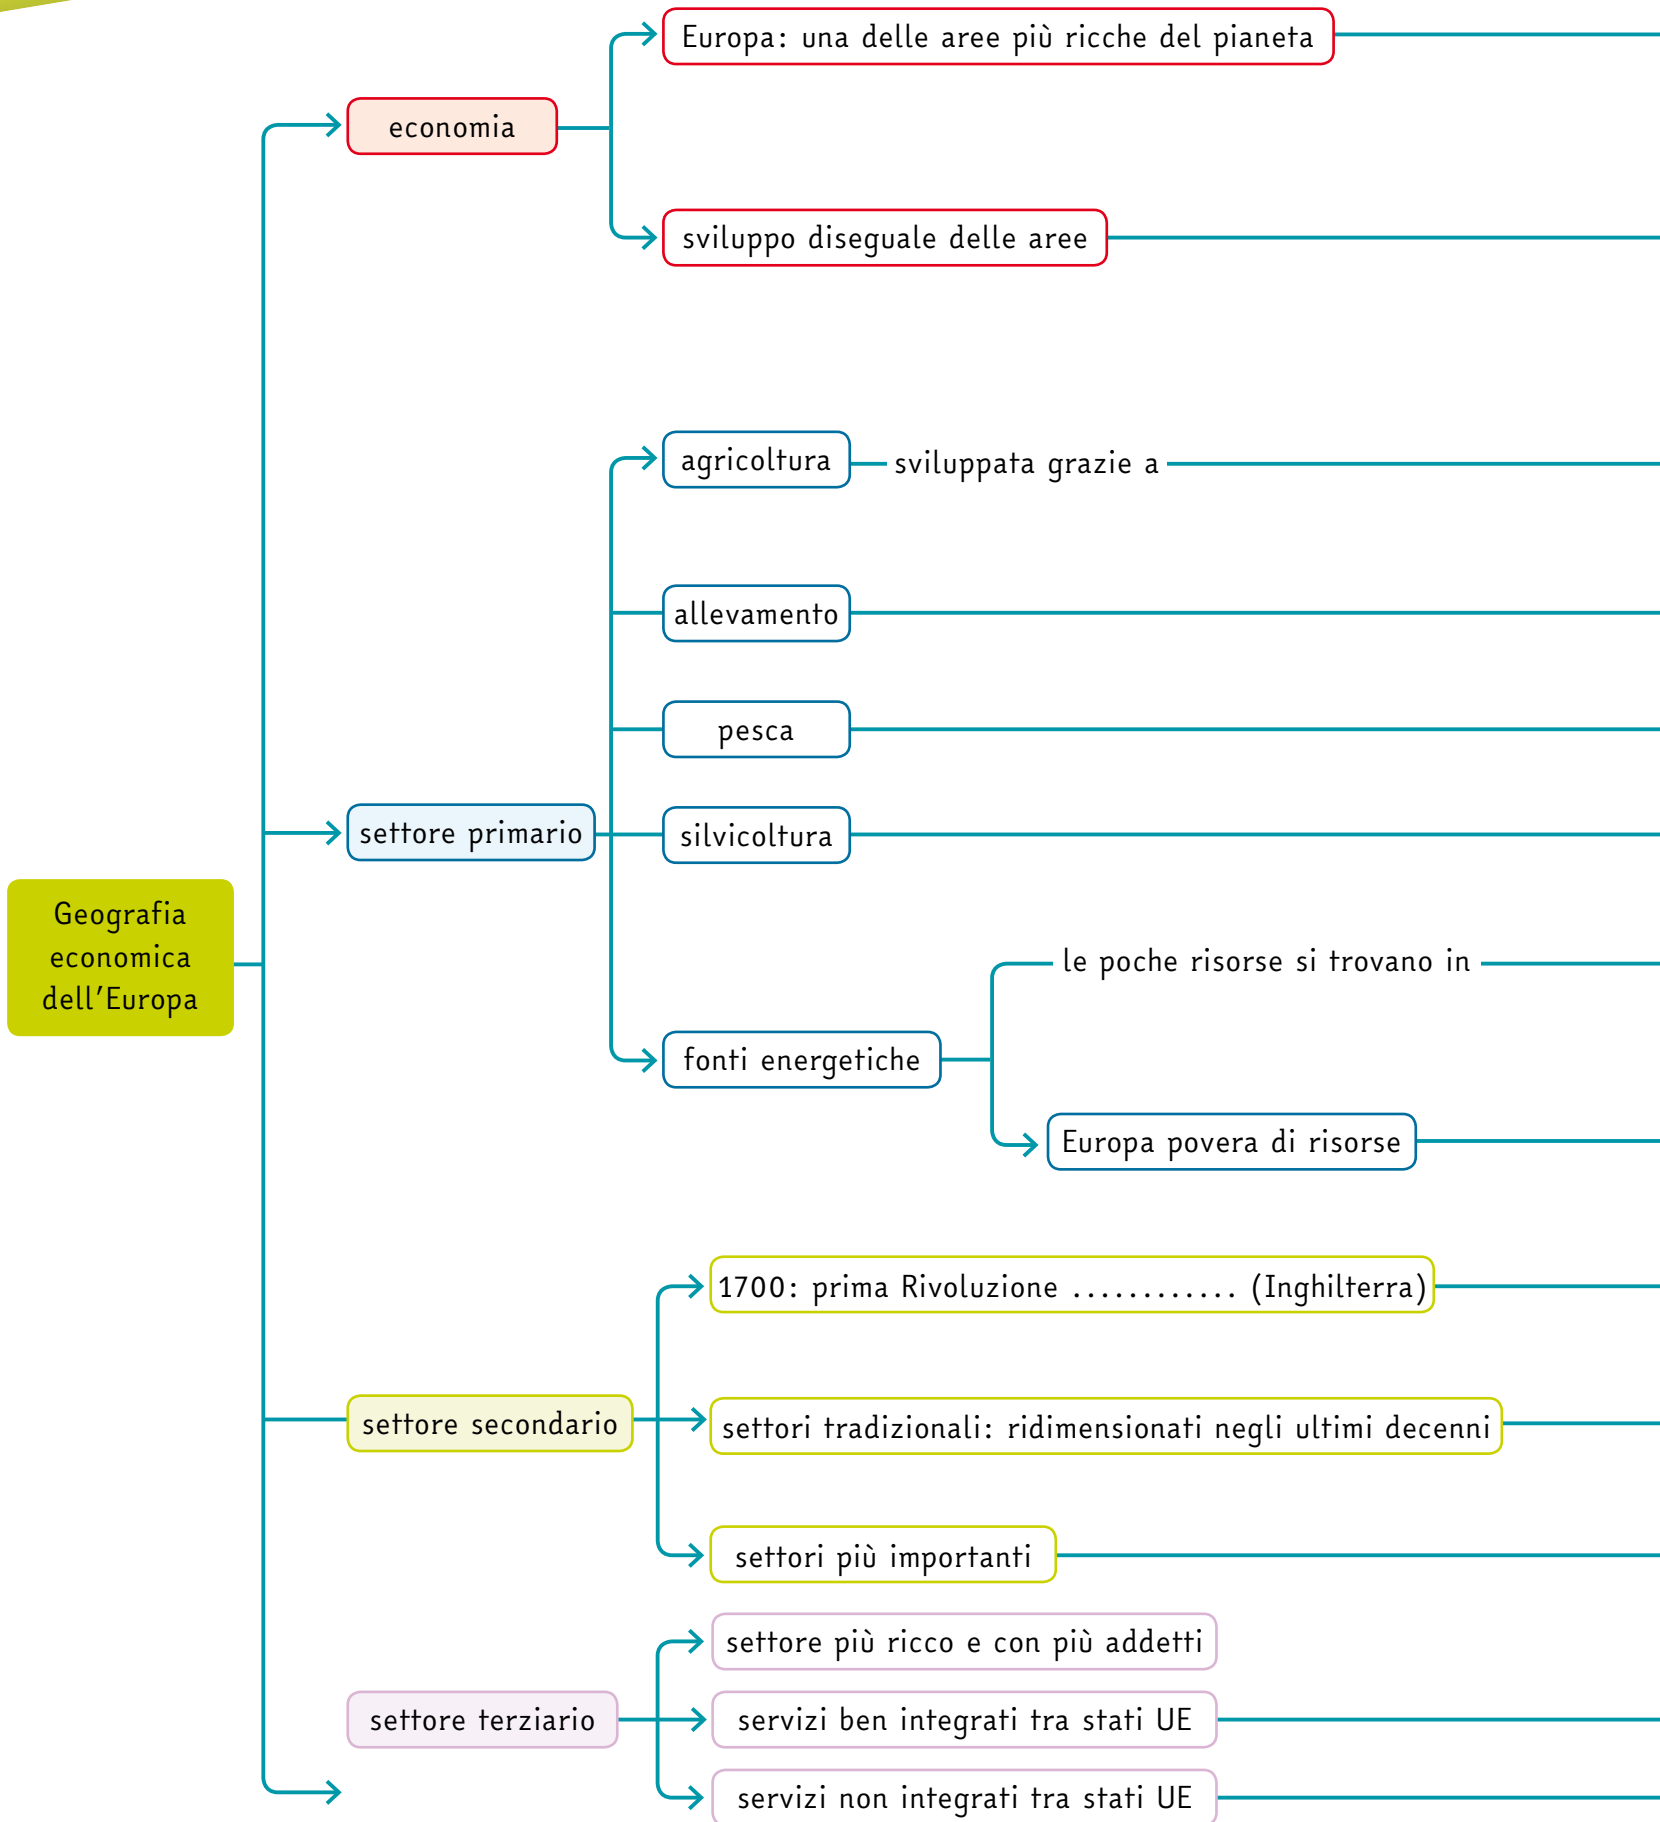 Europa: una delle aree più ricche del pianeta
economia
sviluppo diseguale delle aree
agricoltura
sviluppata grazie a
allevamento
pesca
settore primario
silvicoltura
Geografia
economica
dell'Europa
le poche risorse si trovano in
fonti energetiche
Europa povera di risorse
1700: prima Rivoluzione ............ (Inghilterra)
settore secondario
settori tradizionali: ridimensionati negli ultimi decenni
settori più importanti
settore più ricco e con più addetti
settore terziario
servizi ben integrati tra stati UE
servizi non integrati tra stati UE